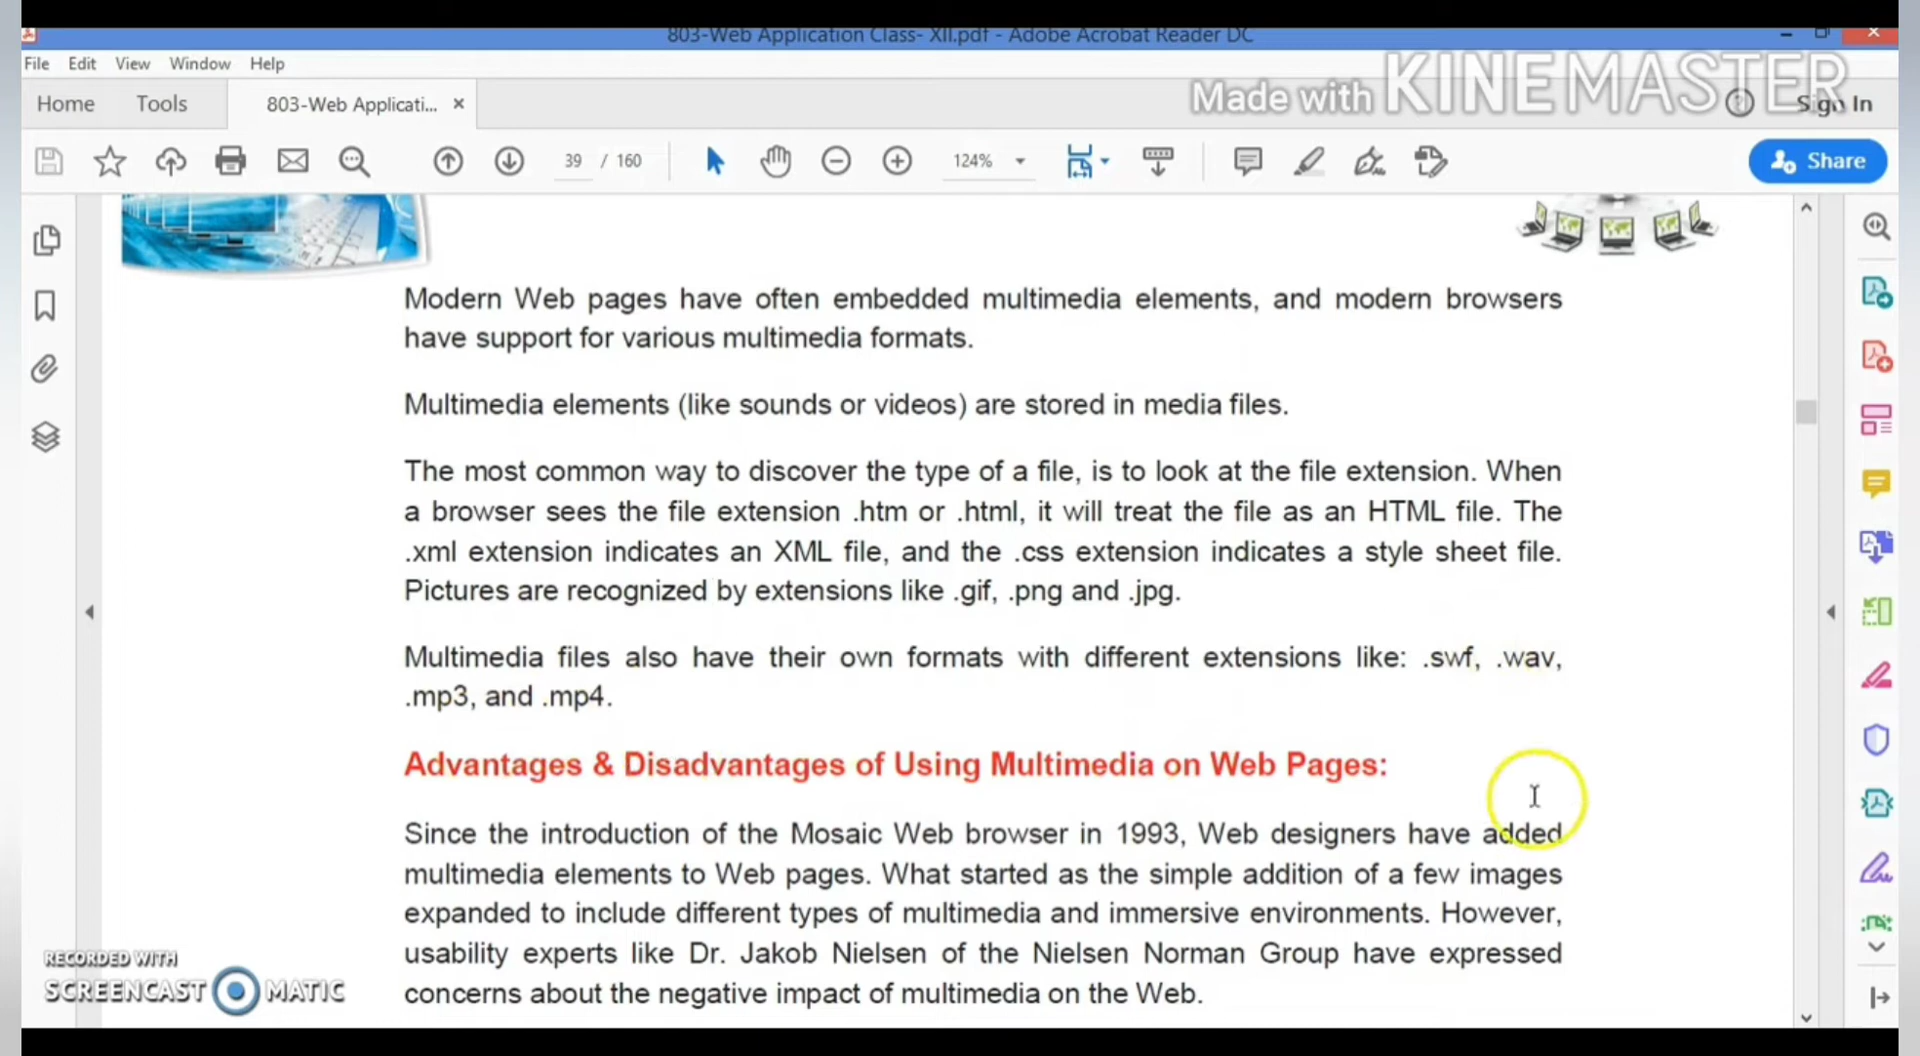 803-Web Application Class- XII.pdf - Adobe Acrobat Reader DC
File Edit View Window Help
Made with KINEMASTER
Home Tools 803-Web Applicati... Sign In
39 / 160 124% Share
Modern Web pages have often embedded multimedia elements, and modern browsers
have support for various multimedia formats.
Multimedia elements (like sounds or videos) are stored in media files.
The most common way to discover the type of a file, is to look at the file extension. When
a browser sees the file extension .htm or .html, it will treat the file as an HTML file. The
.xml extension indicates an XML file, and the .css extension indicates a style sheet file.
Pictures are recognized by extensions like .gif, .png and .jpg.
Multimedia files also have their own formats with different extensions like: .swf, .wav,
.mp3, and .mp4.
Advantages & Disadvantages of Using Multimedia on Web Pages:
Since the introduction of the Mosaic Web browser in 1993, Web designers have added
multimedia elements to Web pages. What started as the simple addition of a few images
expanded to include different types of multimedia and immersive environments. However,
usability experts like Dr. Jakob Nielsen of the Nielsen Norman Group have expressed
concerns about the negative impact of multimedia on the Web.
RECORDED WITH
SCREENCAST MATIC